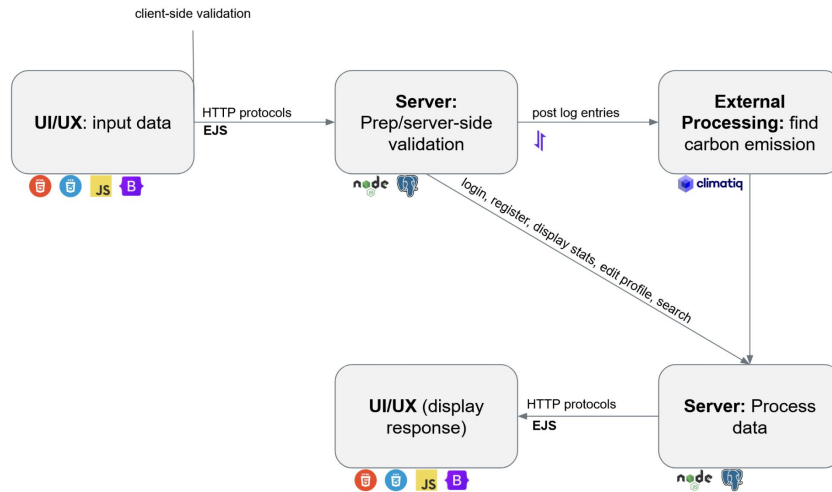 client-side validation
UI/UX: input data
HTTP protocols
EJS
Server:
Prep/server-side
validation
post log entries
External
Processing: find
carbon emission
JS
B
node
JS
climatiq
login, register, display stats, edit profile, search
UI/UX (display
response)
HTTP protocols
EJS
Server: Process
data
JS
B
node
JS